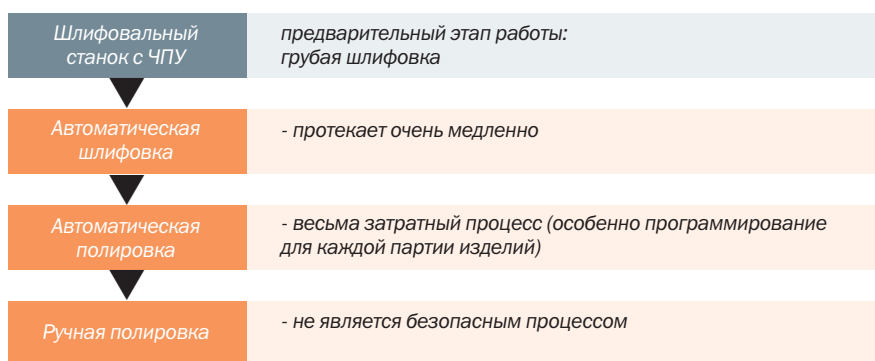 Шлифовальный
станок с ЧПУ
предварительный этап работы:
грубая шлифовка
Автоматическая
шлифовка
- протекает очень медленно
Автоматическая
полировка
- весьма затратный процесс (особенно программирование
для каждой партии изделий)
Ручная полировка
- не является безопасным процессом